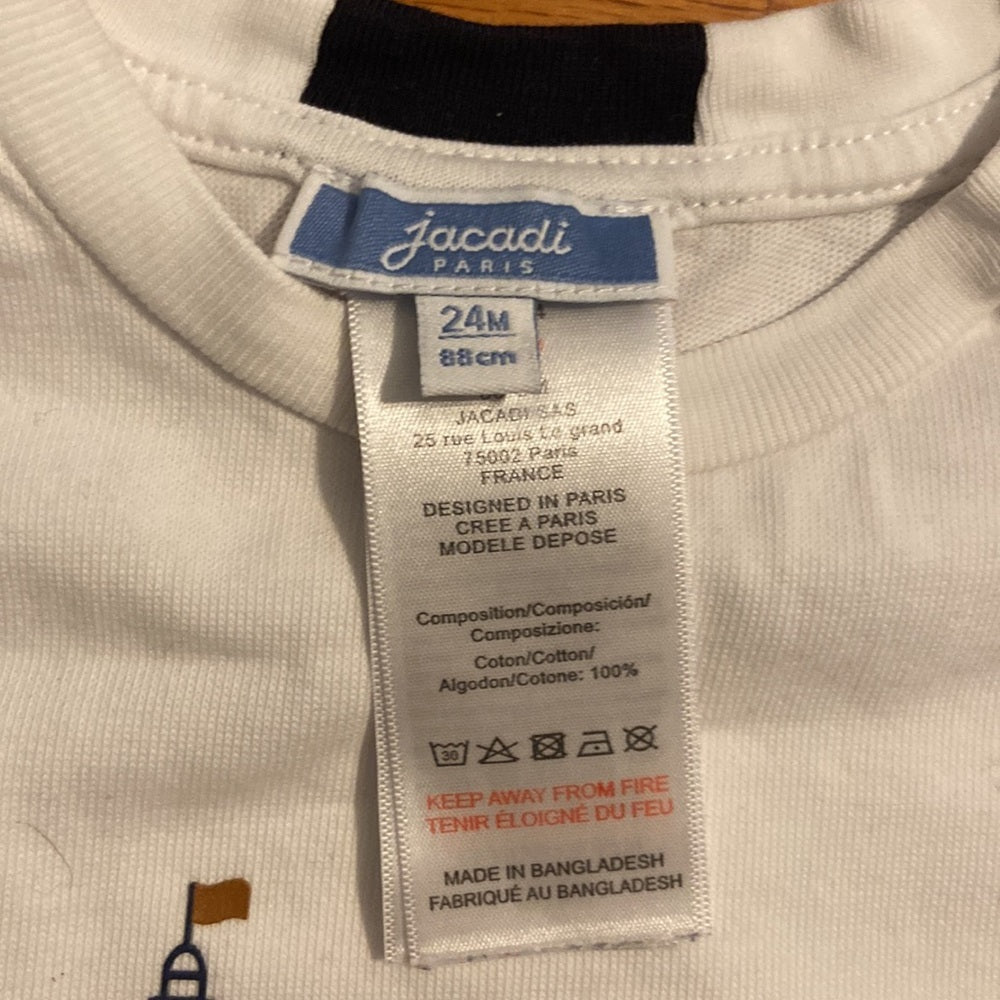 jacadi
PARIS
24M
88cm
JACADI SAS
25 rue Louis Le grand
75002 Paris
FRANCE
DESIGNED IN PARIS
CREE A PARIS
MODELE DEPOSE
Composition/Composición/
Composizione:
Coton/Cotton/
Algodon/Cotone: 100%
30
KEEP AWAY FROM FIRE
TENIR ÉLOIGNÉ DU FEU
MADE IN BANGLADESH
FABRIQUÉ AU BANGLADESH